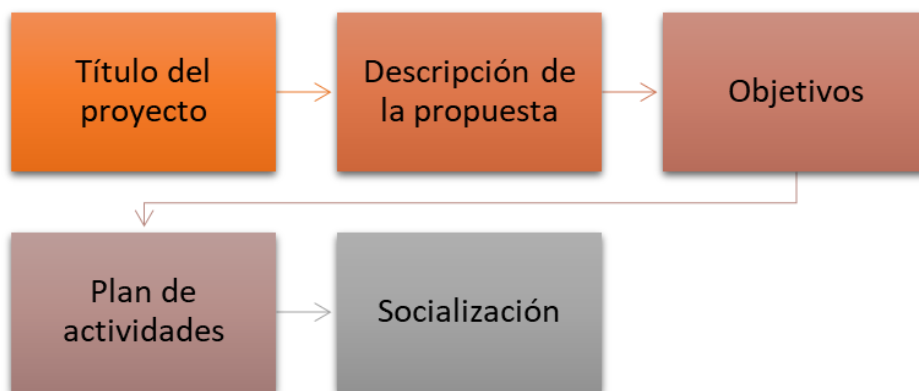 Título del
proyecto
Descripción de
la propuesta
Objetivos
Plan de
actividades
Socialización